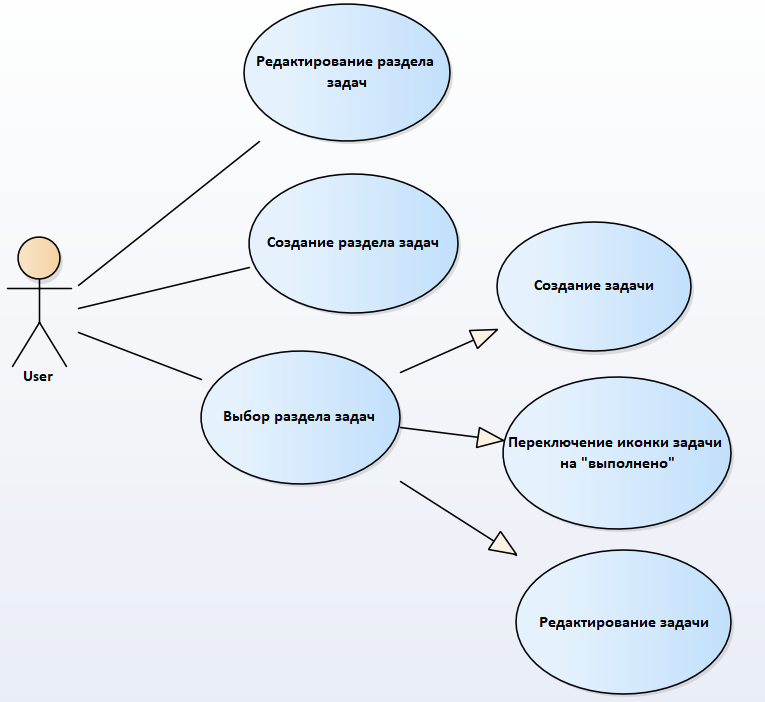 Редактирование раздела
задач
Создание раздела задач
Создание задачи
User
Выбор раздела задач
Переключение иконки задачи
на "выполнено"
Редактирование задачи